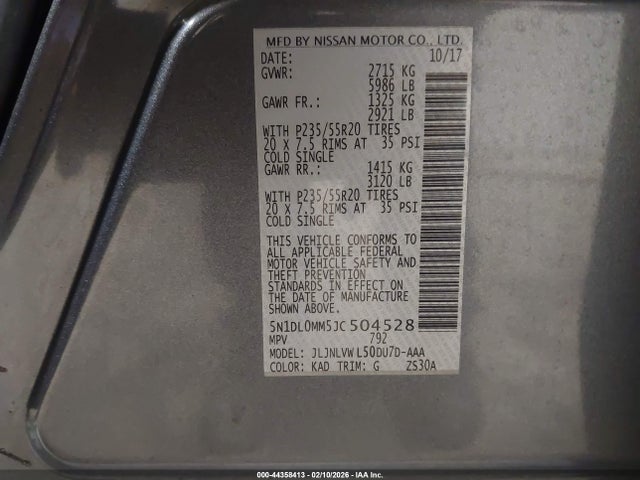 MFD BY NISSAN MOTOR CO., LTD.
DATE: 10/17
GVWR: 2715 KG
5986 LB
GAWR FR.: 1325 KG
2921 LB
WITH P235/55R20 TIRES
20 X 7.5 RIMS AT 35 PSI
COLD SINGLE
GAWR RR.: 1415 KG
3120 LB
WITH P235/55R20 TIRES
20 X 7.5 RIMS AT 35 PSI
COLD SINGLE
THIS VEHICLE CONFORMS TO
ALL APPLICABLE FEDERAL
MOTOR VEHICLE SAFETY AND
THEFT PREVENTION
STANDARDS IN EFFECT ON
THE DATE OF MANUFACTURE
SHOWN ABOVE.
5N1DL0MM5JC504528
MPV 792
MODEL: JLJNLVWL50DU7D-AAA
COLOR: KAD TRIM: G ZS30A
000-44358413 - 02/10/2026 - IAA Inc.